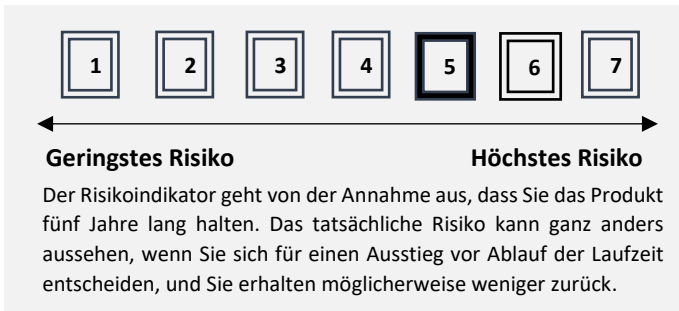 1 2 3 4 5 6 7
Geringstes Risiko Höchstes Risiko
Der Risikoindikator geht von der Annahme aus, dass Sie das Produkt
fünf Jahre lang halten. Das tatsächliche Risiko kann ganz anders
aussehen, wenn Sie sich für einen Ausstieg vor Ablauf der Laufzeit
entscheiden, und Sie erhalten möglicherweise weniger zurück.